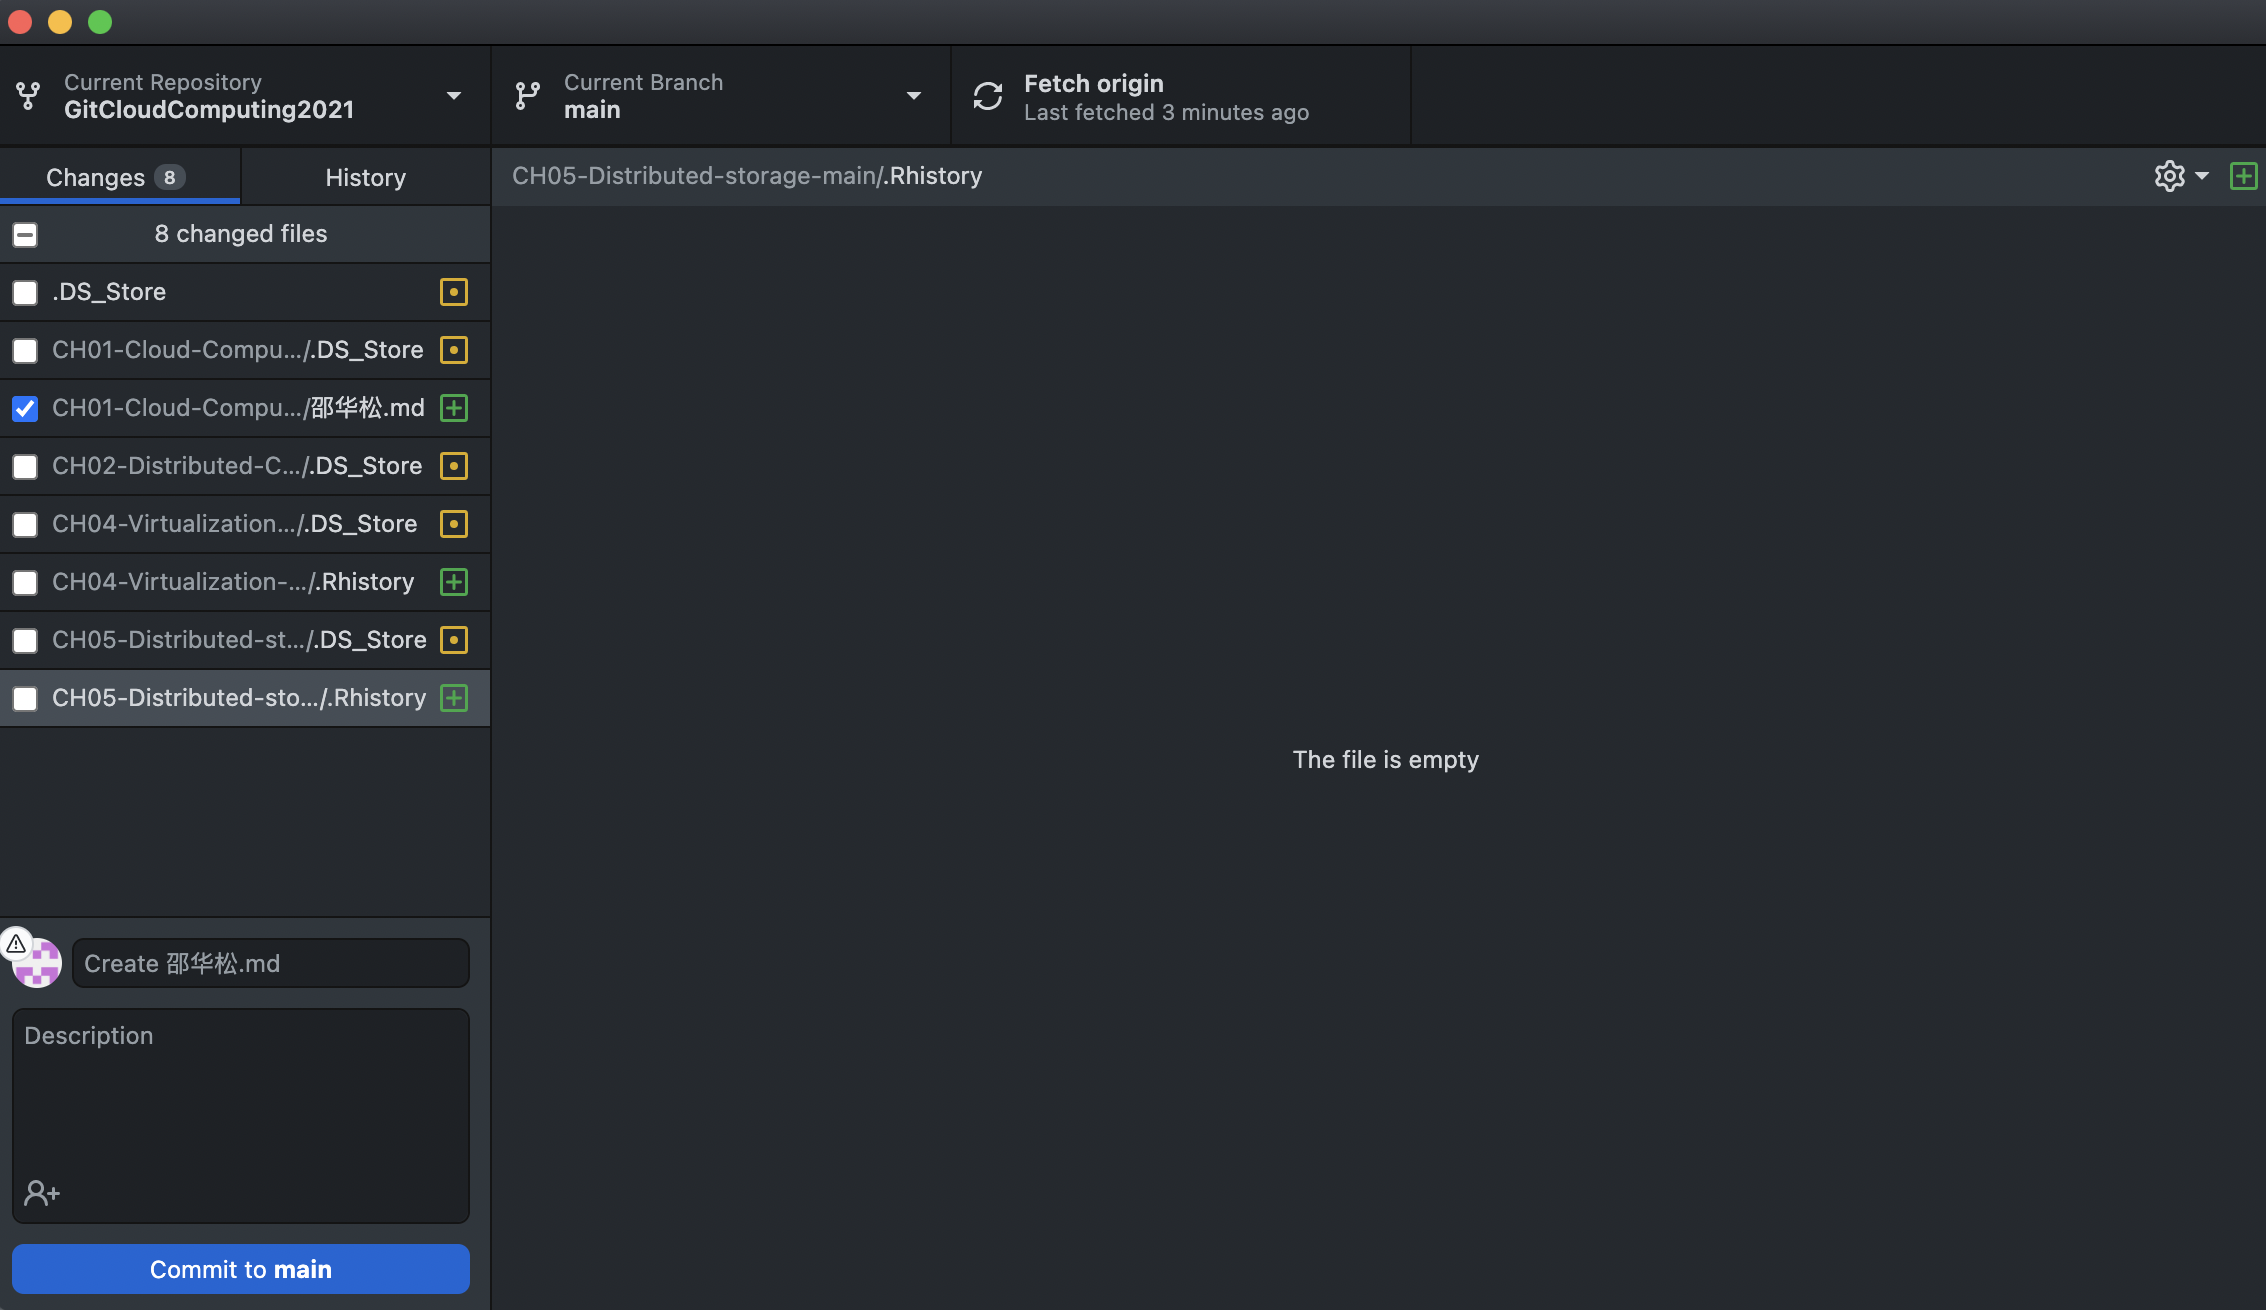 Current Repository
GitCloudComputing2021
Current Branch
main
Fetch origin
Last fetched 3 minutes ago
Changes 8
History
CH05-Distributed-storage-main/.Rhistory
8 changed files
.DS_Store
CH01-Cloud-Compu.../.DS_Store
CH01-Cloud-Compu.../邵华松.md
CH02-Distributed-C.../.DS_Store
CH04-Virtualization.../.DS_Store
CH04-Virtualization-.../.Rhistory
CH05-Distributed-st.../.DS_Store
CH05-Distributed-sto.../.Rhistory
The file is empty
Create 邵华松.md
Description
Commit to main